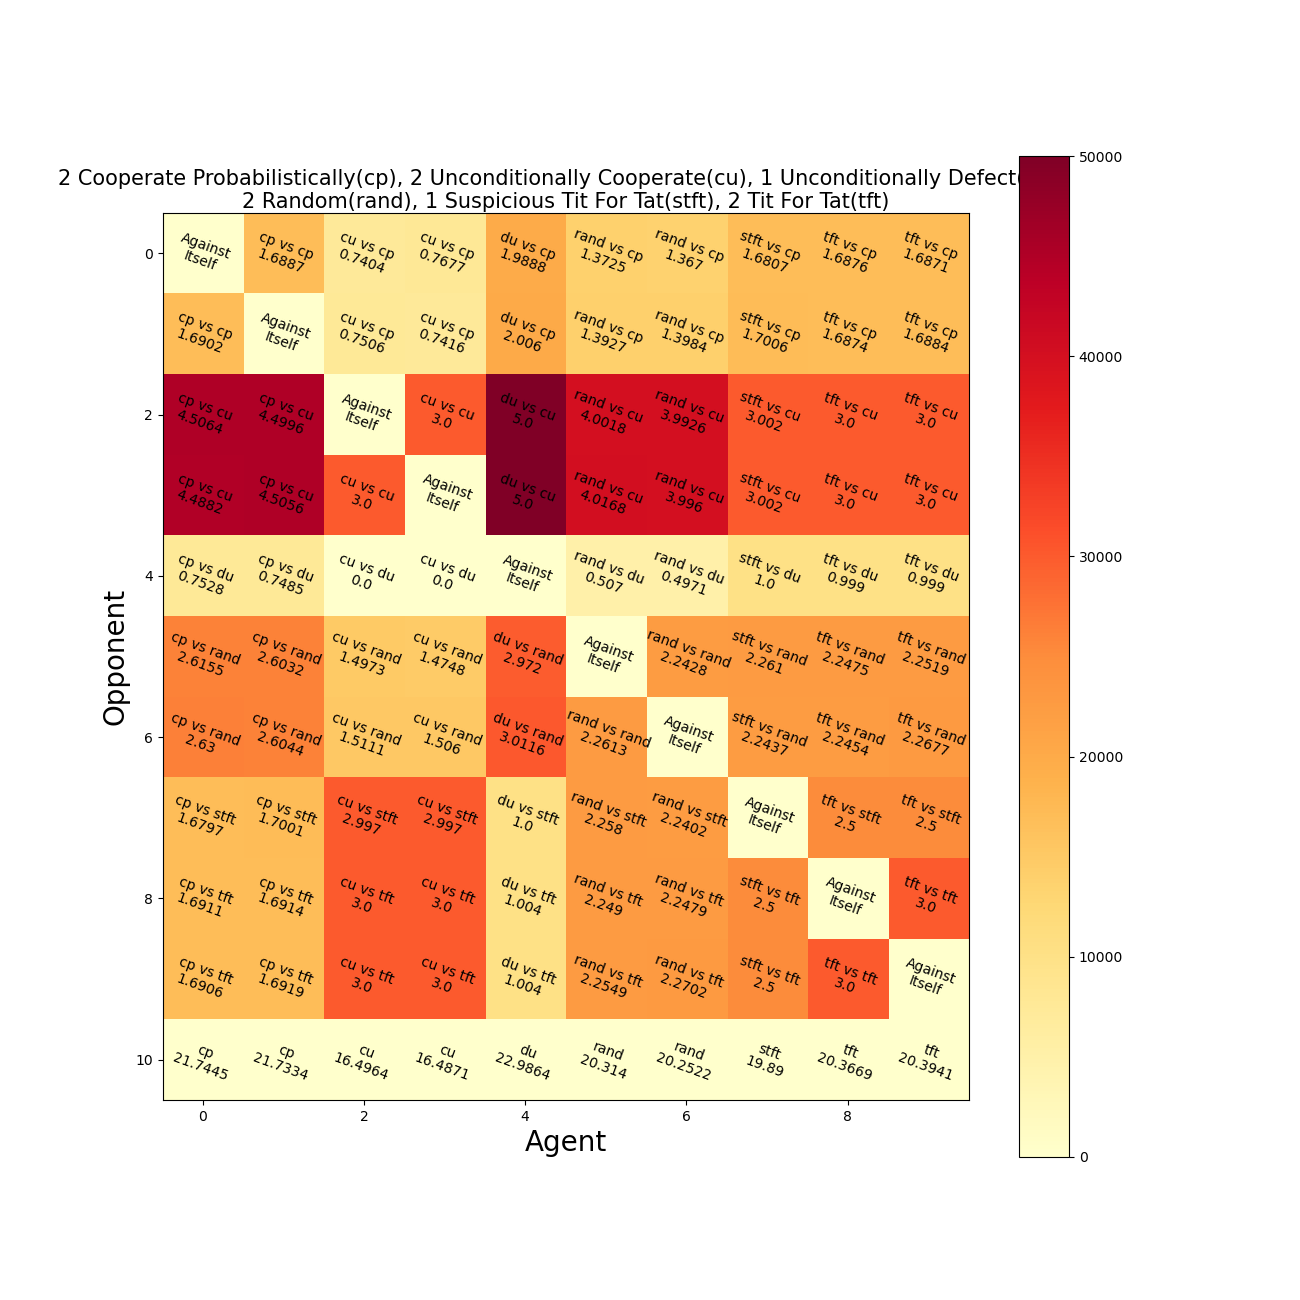 2 Cooperate Probabilistically(cp), 2 Unconditionally Cooperate(cu), 1 Unconditionally Defect(
2 Random(rand), 1 Suspicious Tit For Tat(stft), 2 Tit For Tat(tft)
50000
40000
30000
20000
10000
0
Opponent
0
Against Itself
cp vs cp 1.6887
cu vs cp 0.7404
cu vs cp 0.7677
du vs cp 1.9888
rand vs cp 1.3725
rand vs cp 1.367
stft vs cp 1.6807
tft vs cp 1.6876
tft vs cp 1.6871
cp vs cp 1.6902
Against Itself
cu vs cp 0.7506
cu vs cp 0.7416
du vs cp 2.006
rand vs cp 1.3927
rand vs cp 1.3984
stft vs cp 1.7006
tft vs cp 1.6874
tft vs cp 1.6884
2
cp vs cu 4.5064
cp vs cu 4.4996
Against Itself
cu vs cu 3.0
du vs cu 5.0
rand vs cu 4.0018
rand vs cu 3.9926
stft vs cu 3.002
tft vs cu 3.0
tft vs cu 3.0
cp vs cu 4.4882
cp vs cu 4.5056
cu vs cu 3.0
Against Itself
du vs cu 5.0
rand vs cu 4.0168
rand vs cu 3.996
stft vs cu 3.002
tft vs cu 3.0
tft vs cu 3.0
4
cp vs du 0.7528
cp vs du 0.7485
cu vs du 0.0
cu vs du 0.0
Against Itself
rand vs du 0.507
rand vs du 0.4971
stft vs du 1.0
tft vs du 0.999
tft vs du 0.999
cp vs rand 2.6155
cp vs rand 2.6032
cu vs rand 1.4973
cu vs rand 1.4748
du vs rand 2.972
Against Itself
rand vs rand 2.2428
stft vs rand 2.261
tft vs rand 2.2475
tft vs rand 2.2519
6
cp vs rand 2.63
cp vs rand 2.6044
cu vs rand 1.5111
cu vs rand 1.506
du vs rand 3.0116
rand vs rand 2.2613
Against Itself
stft vs rand 2.2437
tft vs rand 2.2454
tft vs rand 2.2677
cp vs stft 1.6797
cp vs stft 1.7001
cu vs stft 2.997
cu vs stft 2.997
du vs stft 1.0
rand vs stft 2.258
rand vs stft 2.2402
Against Itself
tft vs stft 2.5
tft vs stft 2.5
8
cp vs tft 1.6911
cp vs tft 1.6914
cu vs tft 3.0
cu vs tft 3.0
du vs tft 1.004
rand vs tft 2.249
rand vs tft 2.2479
stft vs tft 2.5
Against Itself
tft vs tft 3.0
cp vs tft 1.6906
cp vs tft 1.6919
cu vs tft 3.0
cu vs tft 3.0
du vs tft 1.004
rand vs tft 2.2549
rand vs tft 2.2702
stft vs tft 2.5
tft vs tft 3.0
Against Itself
10
cp 21.7445
cp 21.7334
cu 16.4964
cu 16.4871
du 22.9864
rand 20.314
rand 20.2522
stft 19.89
tft 20.3669
tft 20.3941
0 2 4 6 8
Agent